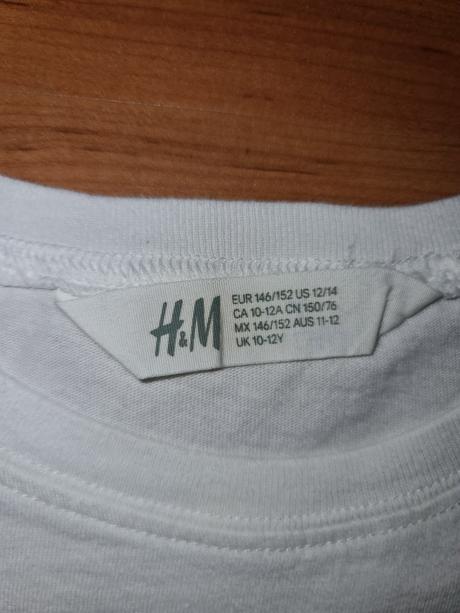 H&M
EUR 146/152 US 12/14
CA 10-12A CN 150/76
MX 146/152 AUS 11-12
UK 10-12Y